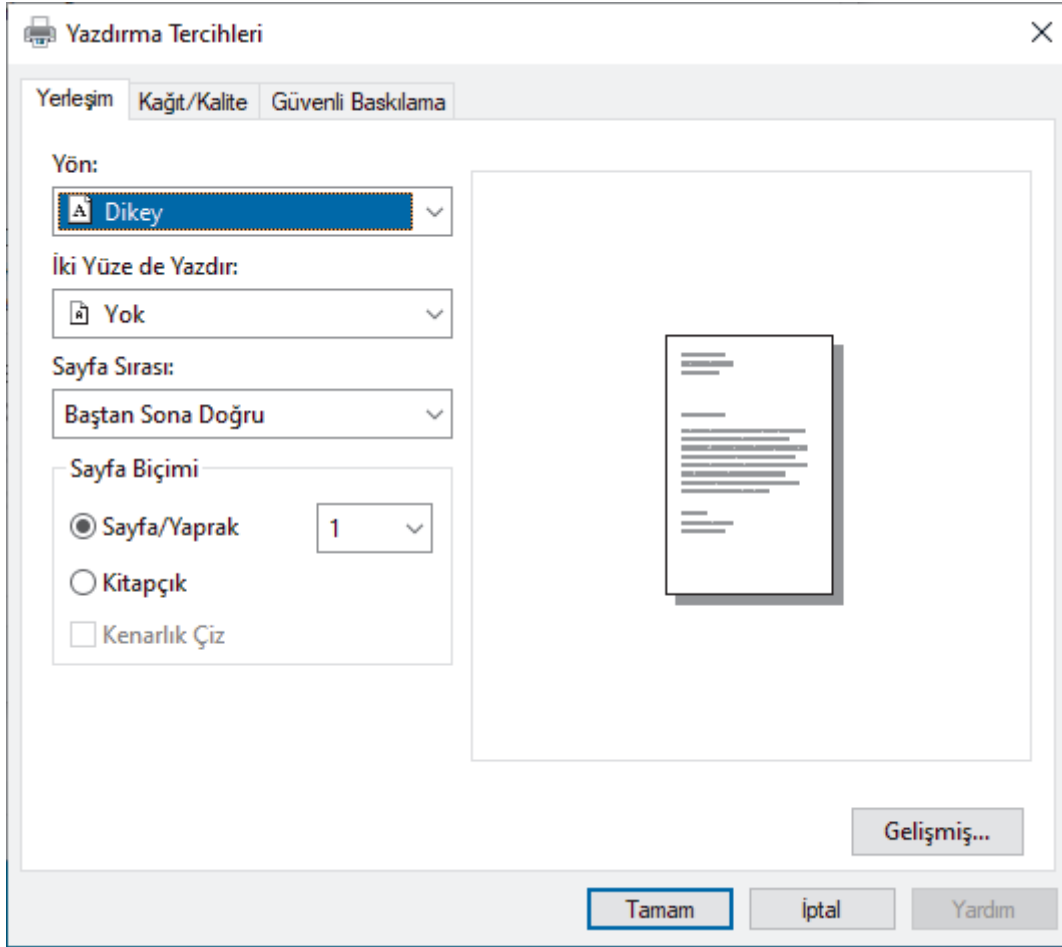 Yazdırma Tercihleri
Yerleşim Kağıt/Kalite Güvenli Baskılama
Yön:
Dikey
İki Yüze de Yazdır:
Yok
Sayfa Sırası:
Baştan Sona Doğru
Sayfa Biçimi
Sayfa/Yaprak 1
Kitapçık
Kenarlık Çiz
Gelişmiş...
Tamam İptal Yardım